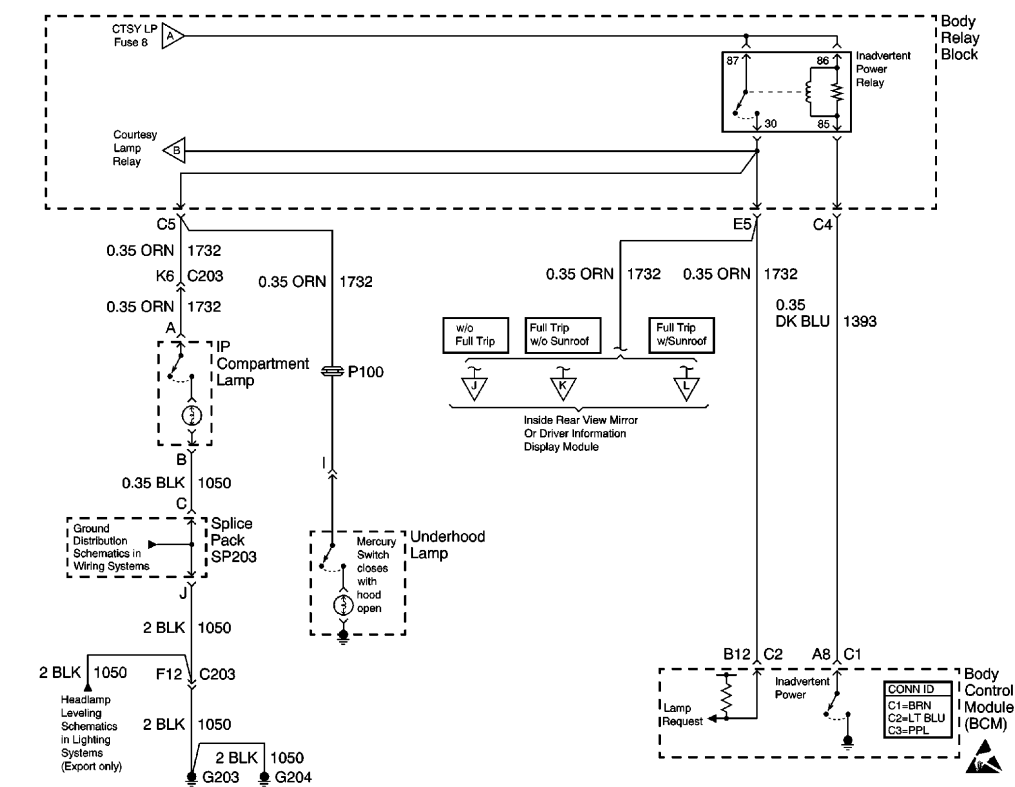 CTSY LP
Fuse 8
A
Body
Relay
Block
87
86
Inadvertent
Power
Relay
30
85
Courtesy
Lamp
Relay
B
C5
E5
C4
0.35 ORN 1732
K6 C203
0.35 ORN 1732
0.35 ORN 1732
0.35 ORN 1732
0.35 ORN 1732
0.35
DK BLU 1393
A
IP
Compartment
Lamp
P100
w/o
Full Trip
Full Trip
w/o Sunroof
Full Trip
w/Sunroof
J
K
L
Inside Rear View Mirror
Or Driver Information
Display Module
B
0.35 BLK 1050
C
I
Ground
Distribution
Schematics in
Wiring Systems
Splice
Pack
SP203
Mercury
Switch
closes
with
hood
open
Underhood
Lamp
J
2 BLK 1050
2 BLK 1050
F12 C203
Headlamp
Leveling
Schematics
in Lighting
Systems
(Export only)
2 BLK 1050
2 BLK 1050
G203
G204
B12 C2
A8 C1
Lamp
Request
Inadvertent
Power
CONN ID
C1=BRN
C2=LT BLU
C3=PPL
Body
Control
Module
(BCM)